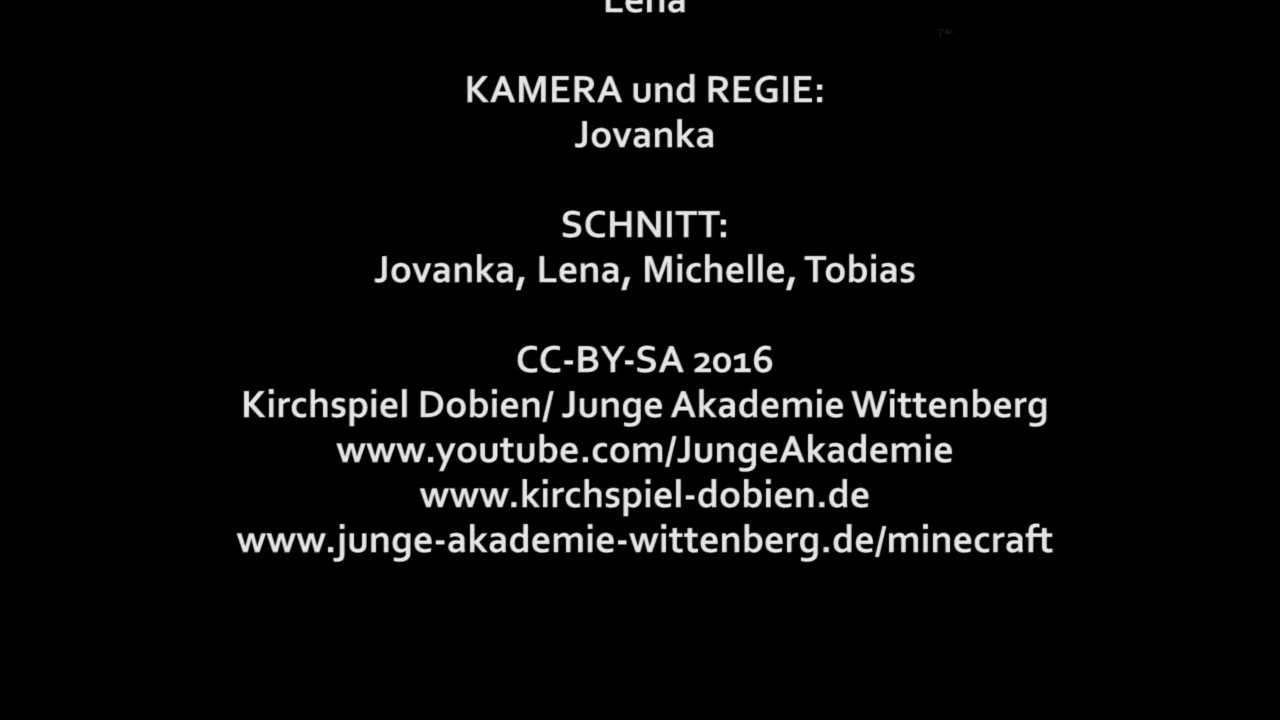 Lena
KAMERA und REGIE:
Jovanka
SCHNITT:
Jovanka, Lena, Michelle, Tobias
CC-BY-SA 2016
Kirchspiel Dobien/ Junge Akademie Wittenberg
www.youtube.com/JungeAkademie
www.kirchspiel-dobien.de
www.junge-akademie-wittenberg.de/minecraft